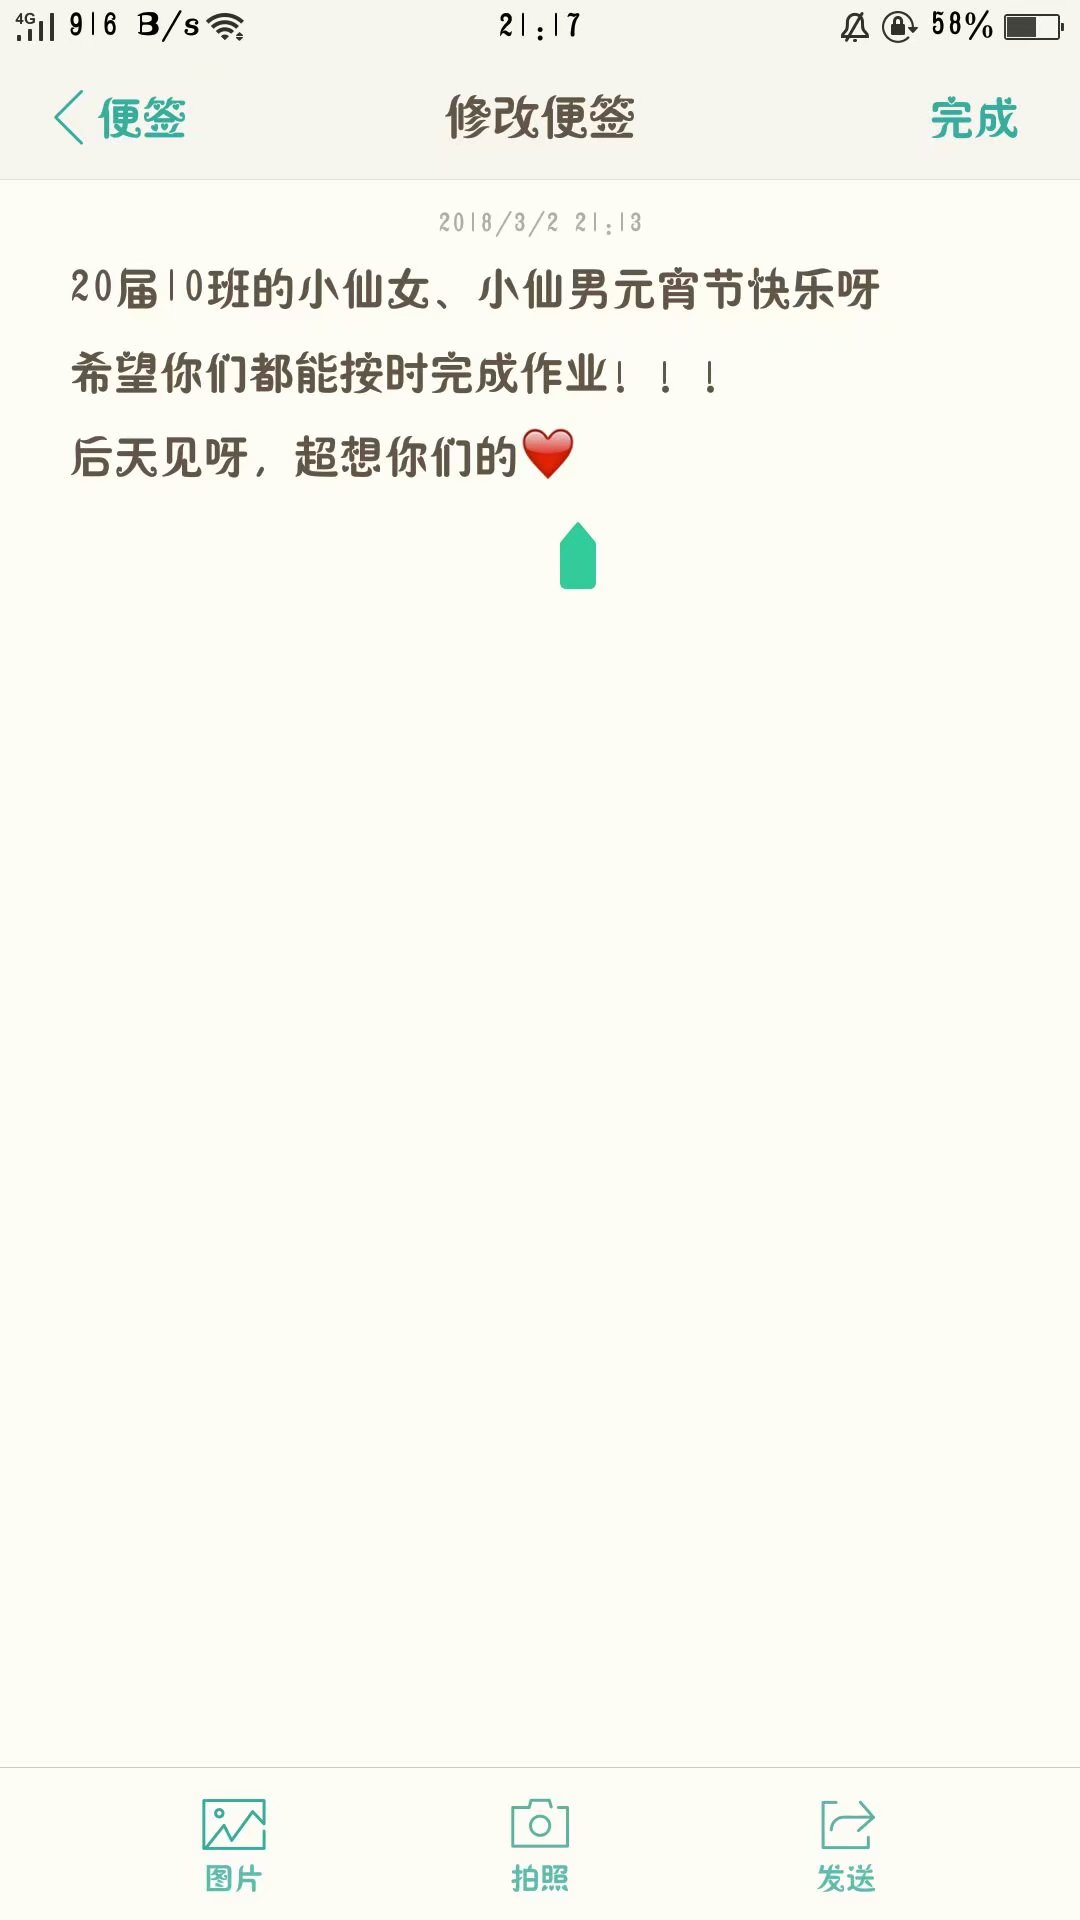 4G 916 B/s 21:17 58%
便签 修改便签 完成
2018/3/2 21:13
20届10班的小仙女、小仙男元宵节快乐呀
希望你们都能按时完成作业！！！
后天见呀，超想你们的❤️
图片 拍照 发送